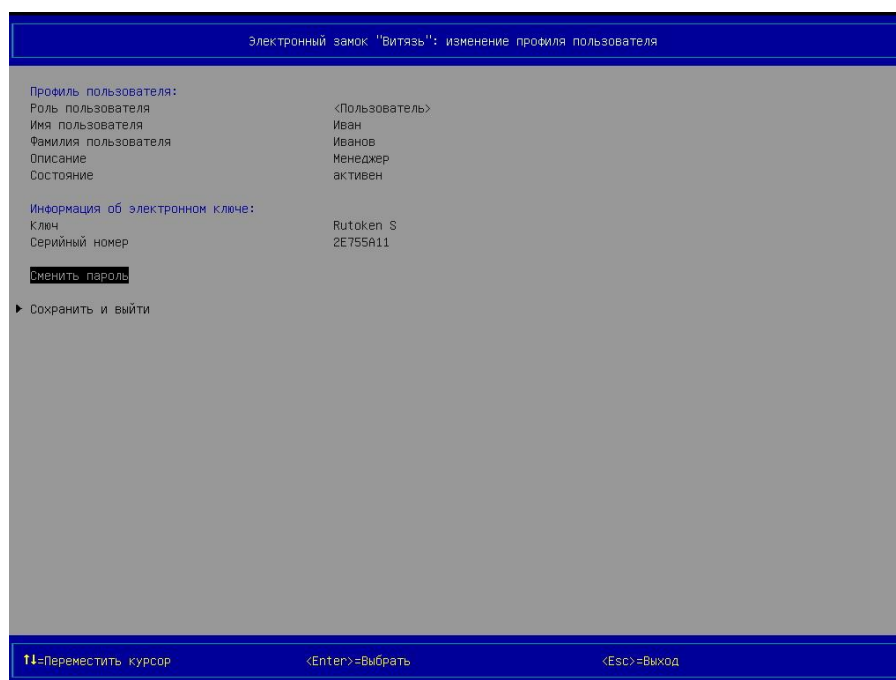 Электронный замок "Витязь": изменение профиля пользователя
Профиль пользователя:
Роль пользователя <Пользователь>
Имя пользователя Иван
Фамилия пользователя Иванов
Описание Менеджер
Состояние активен
Информация об электронном ключе:
Ключ Rutoken S
Серийный номер 2E755A11
Сменить пароль
Сохранить и выйти
↑↓=Переместить курсор <Enter>=Выбрать <Esc>=Выход